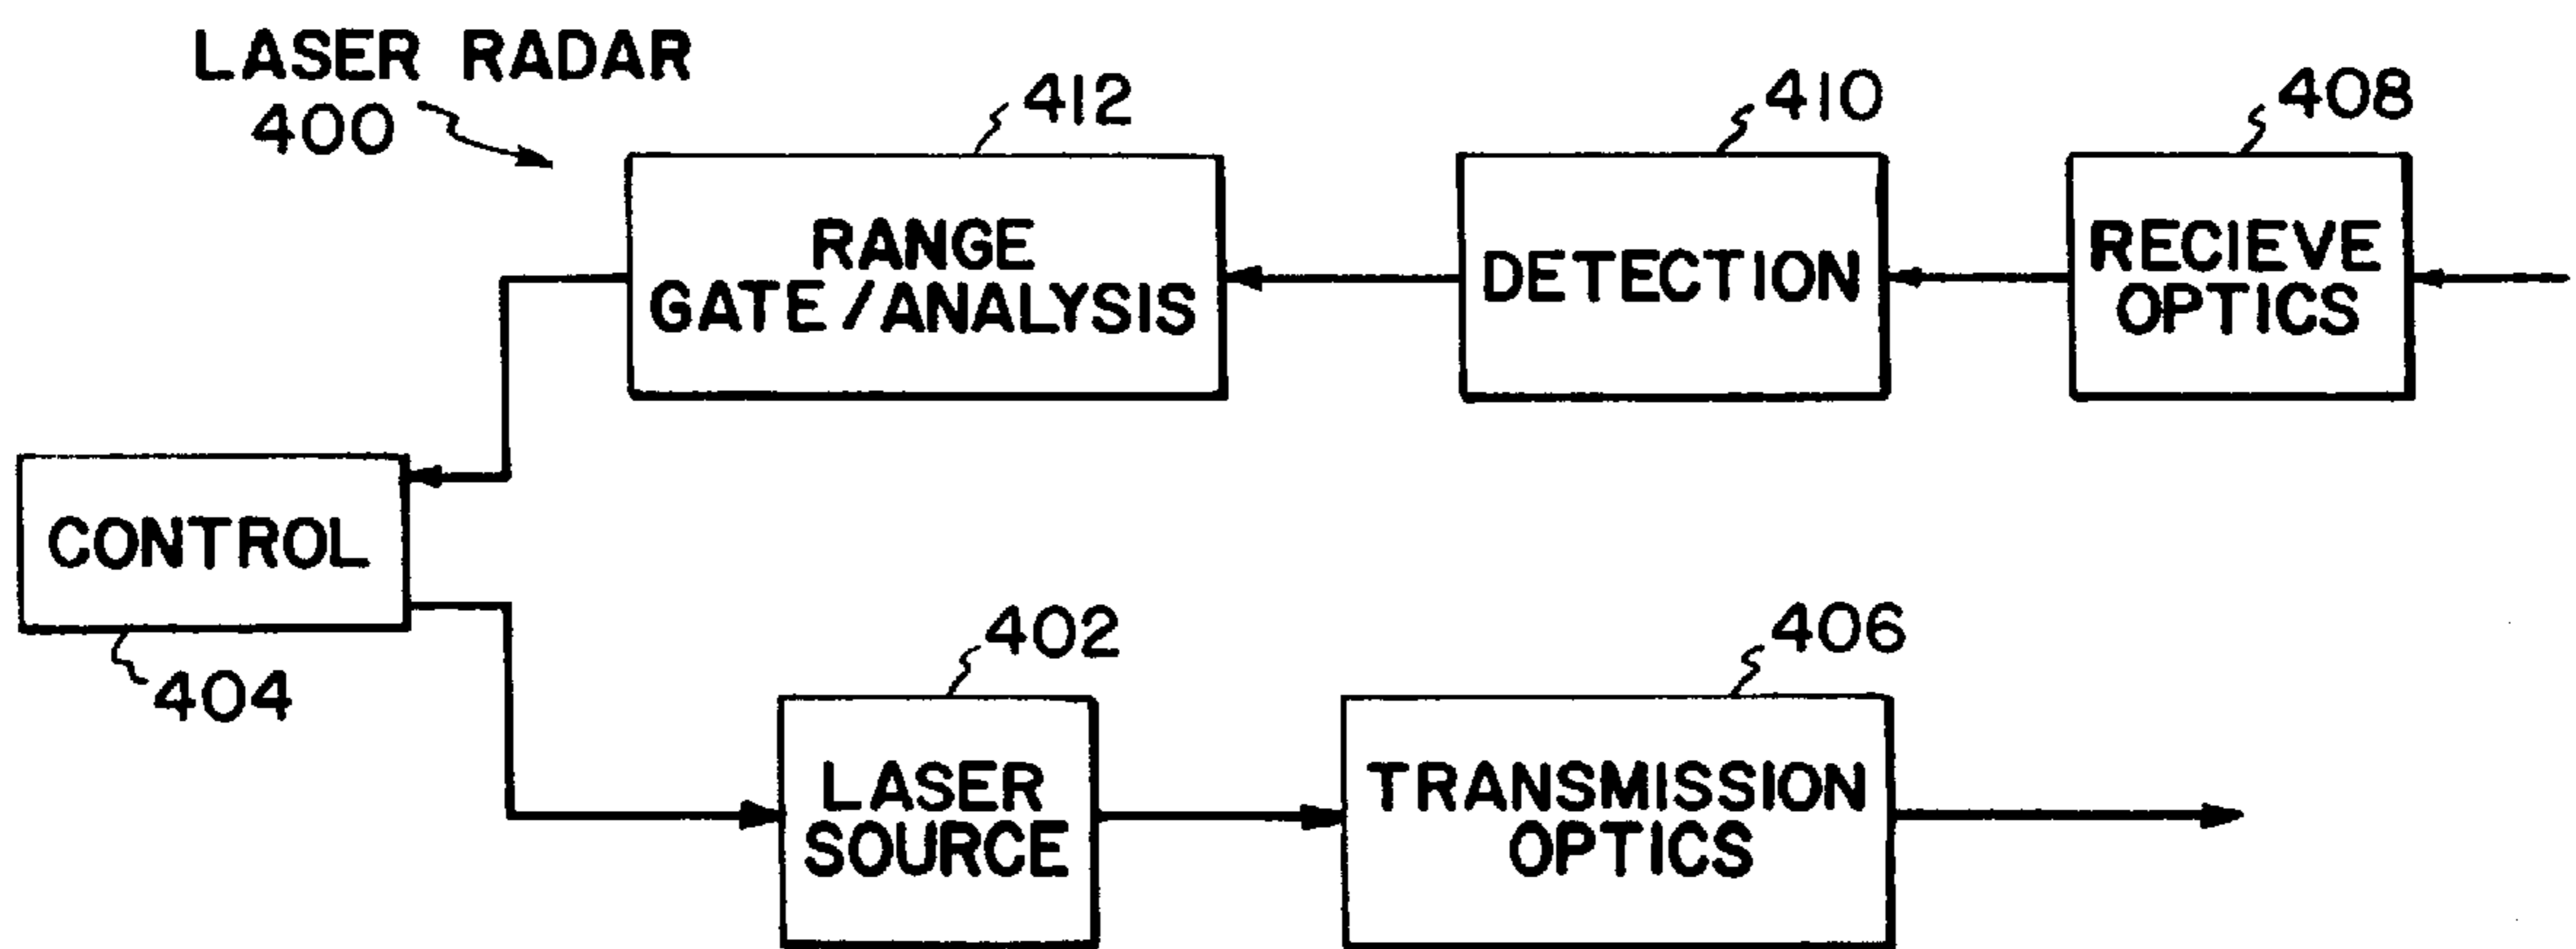 LASER RADAR
400
412
410
408
RANGE
GATE/ANALYSIS
DETECTION
RECIEVE
OPTICS
CONTROL
404
402
406
LASER
SOURCE
TRANSMISSION
OPTICS